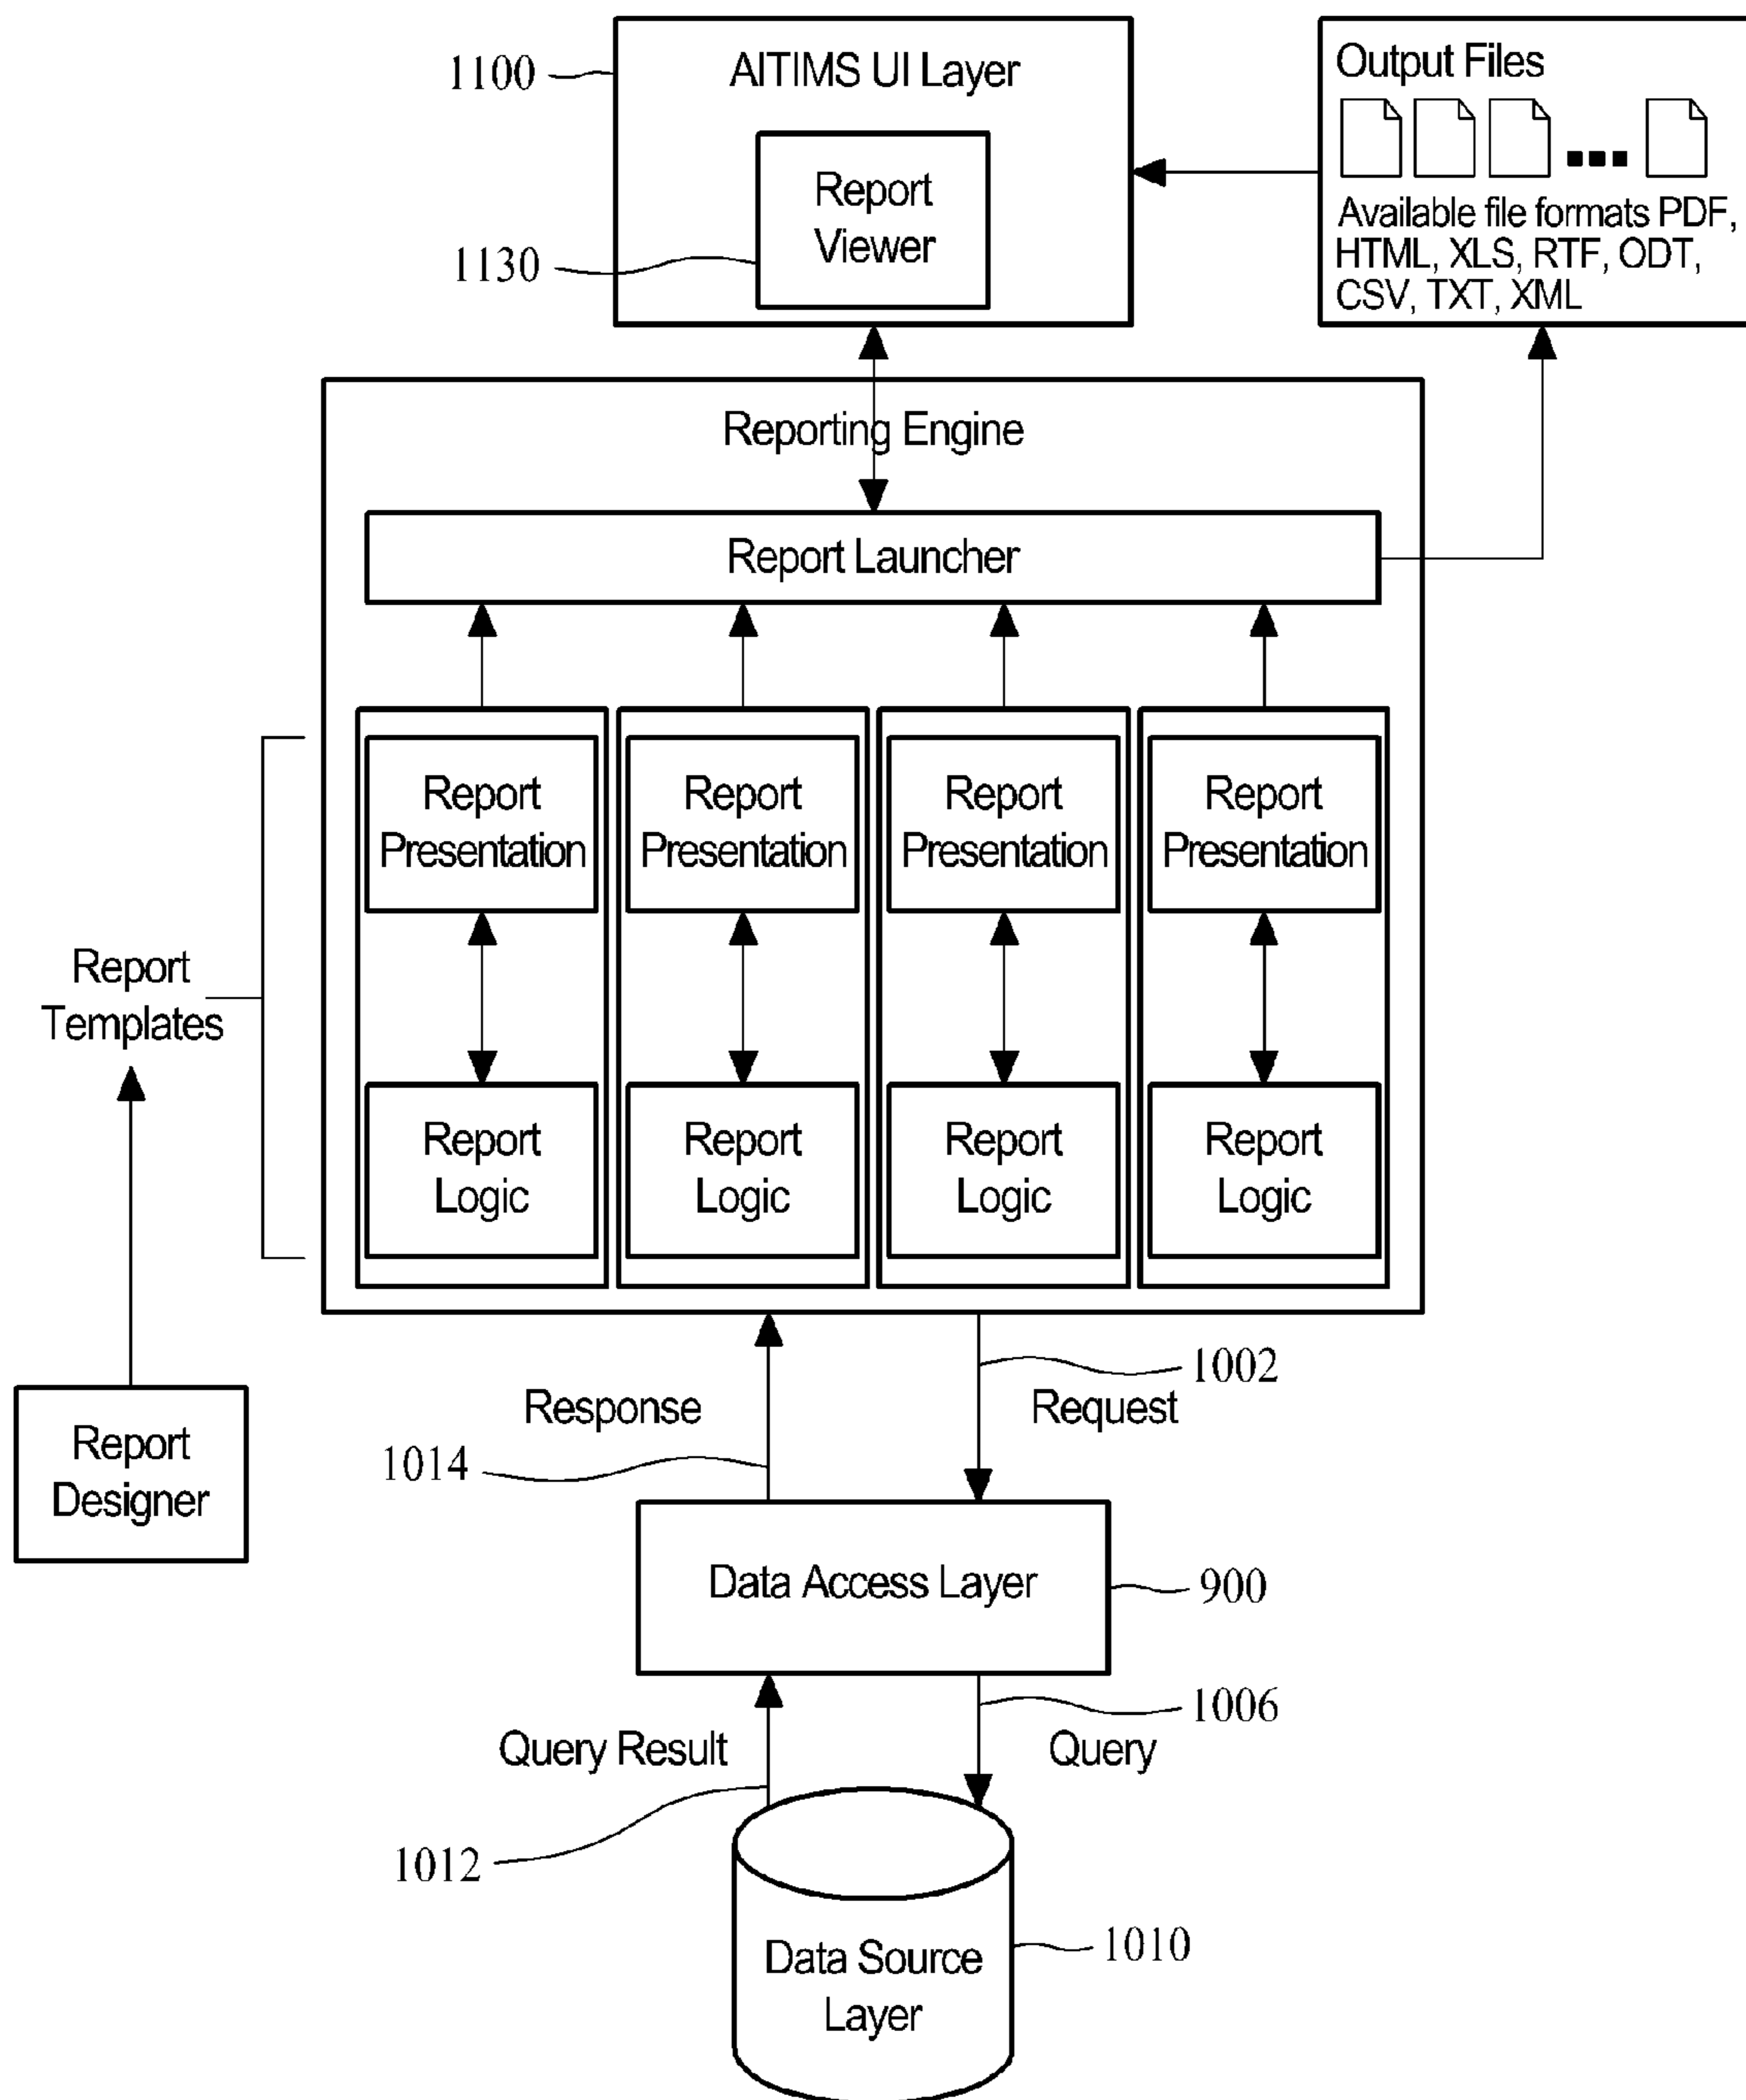 1100
AITIMS UI Layer
Report
Viewer
1130
Output Files
Available file formats PDF,
HTML, XLS, RTF, ODT,
CSV, TXT, XML
Reporting Engine
Report Launcher
Report
Presentation
Report
Presentation
Report
Presentation
Report
Presentation
Report
Templates
Report
Logic
Report
Logic
Report
Logic
Report
Logic
Report
Designer
Response
1014
1002
Request
Data Access Layer
900
Query Result
1012
1006
Query
Data Source
Layer
1010